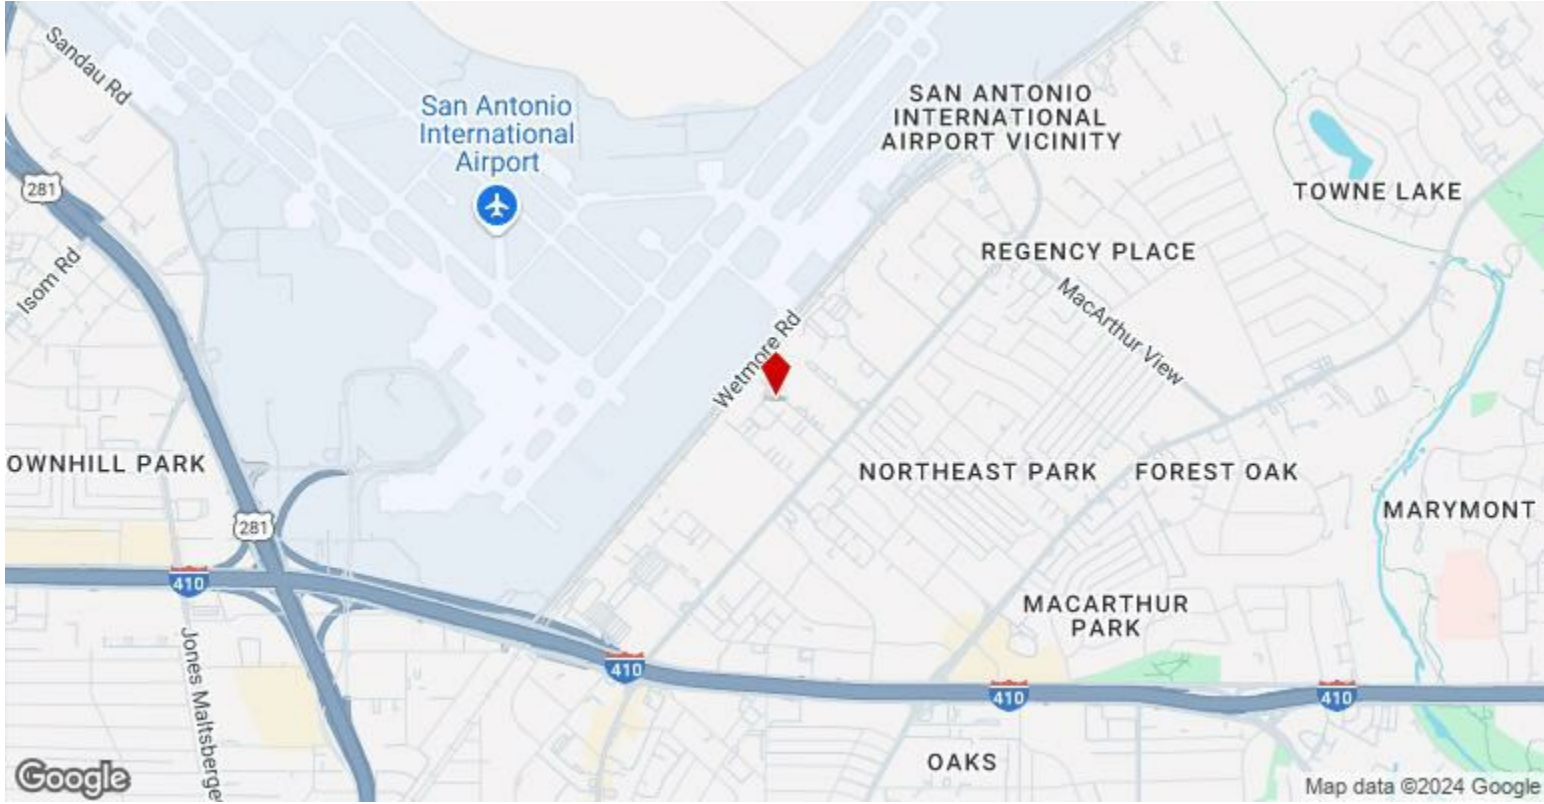 Sandau Rd
San Antonio
International
Airport
SAN ANTONIO
INTERNATIONAL
AIRPORT VICINITY
281
TOWNE LAKE
Isom Rd
REGENCY PLACE
MacArthur View
Wetmore Rd
OWNHILL PARK
NORTHEAST PARK
FOREST OAK
MARYMONT
281
410
MACARTHUR
PARK
410
410
410
Jones Maltsberge
OAKS
Google
Map data ©2024 Google